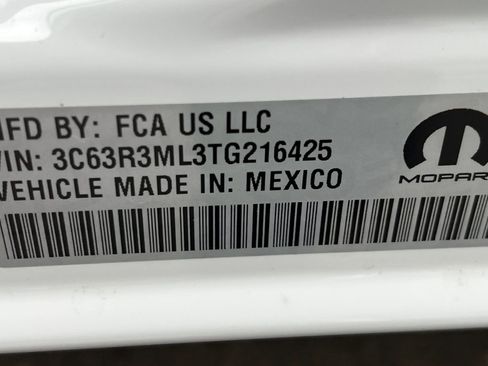 MFD BY: FCA US LLC
VIN: 3C63R3ML3TG216425
VEHICLE MADE IN: MEXICO
MOPAR